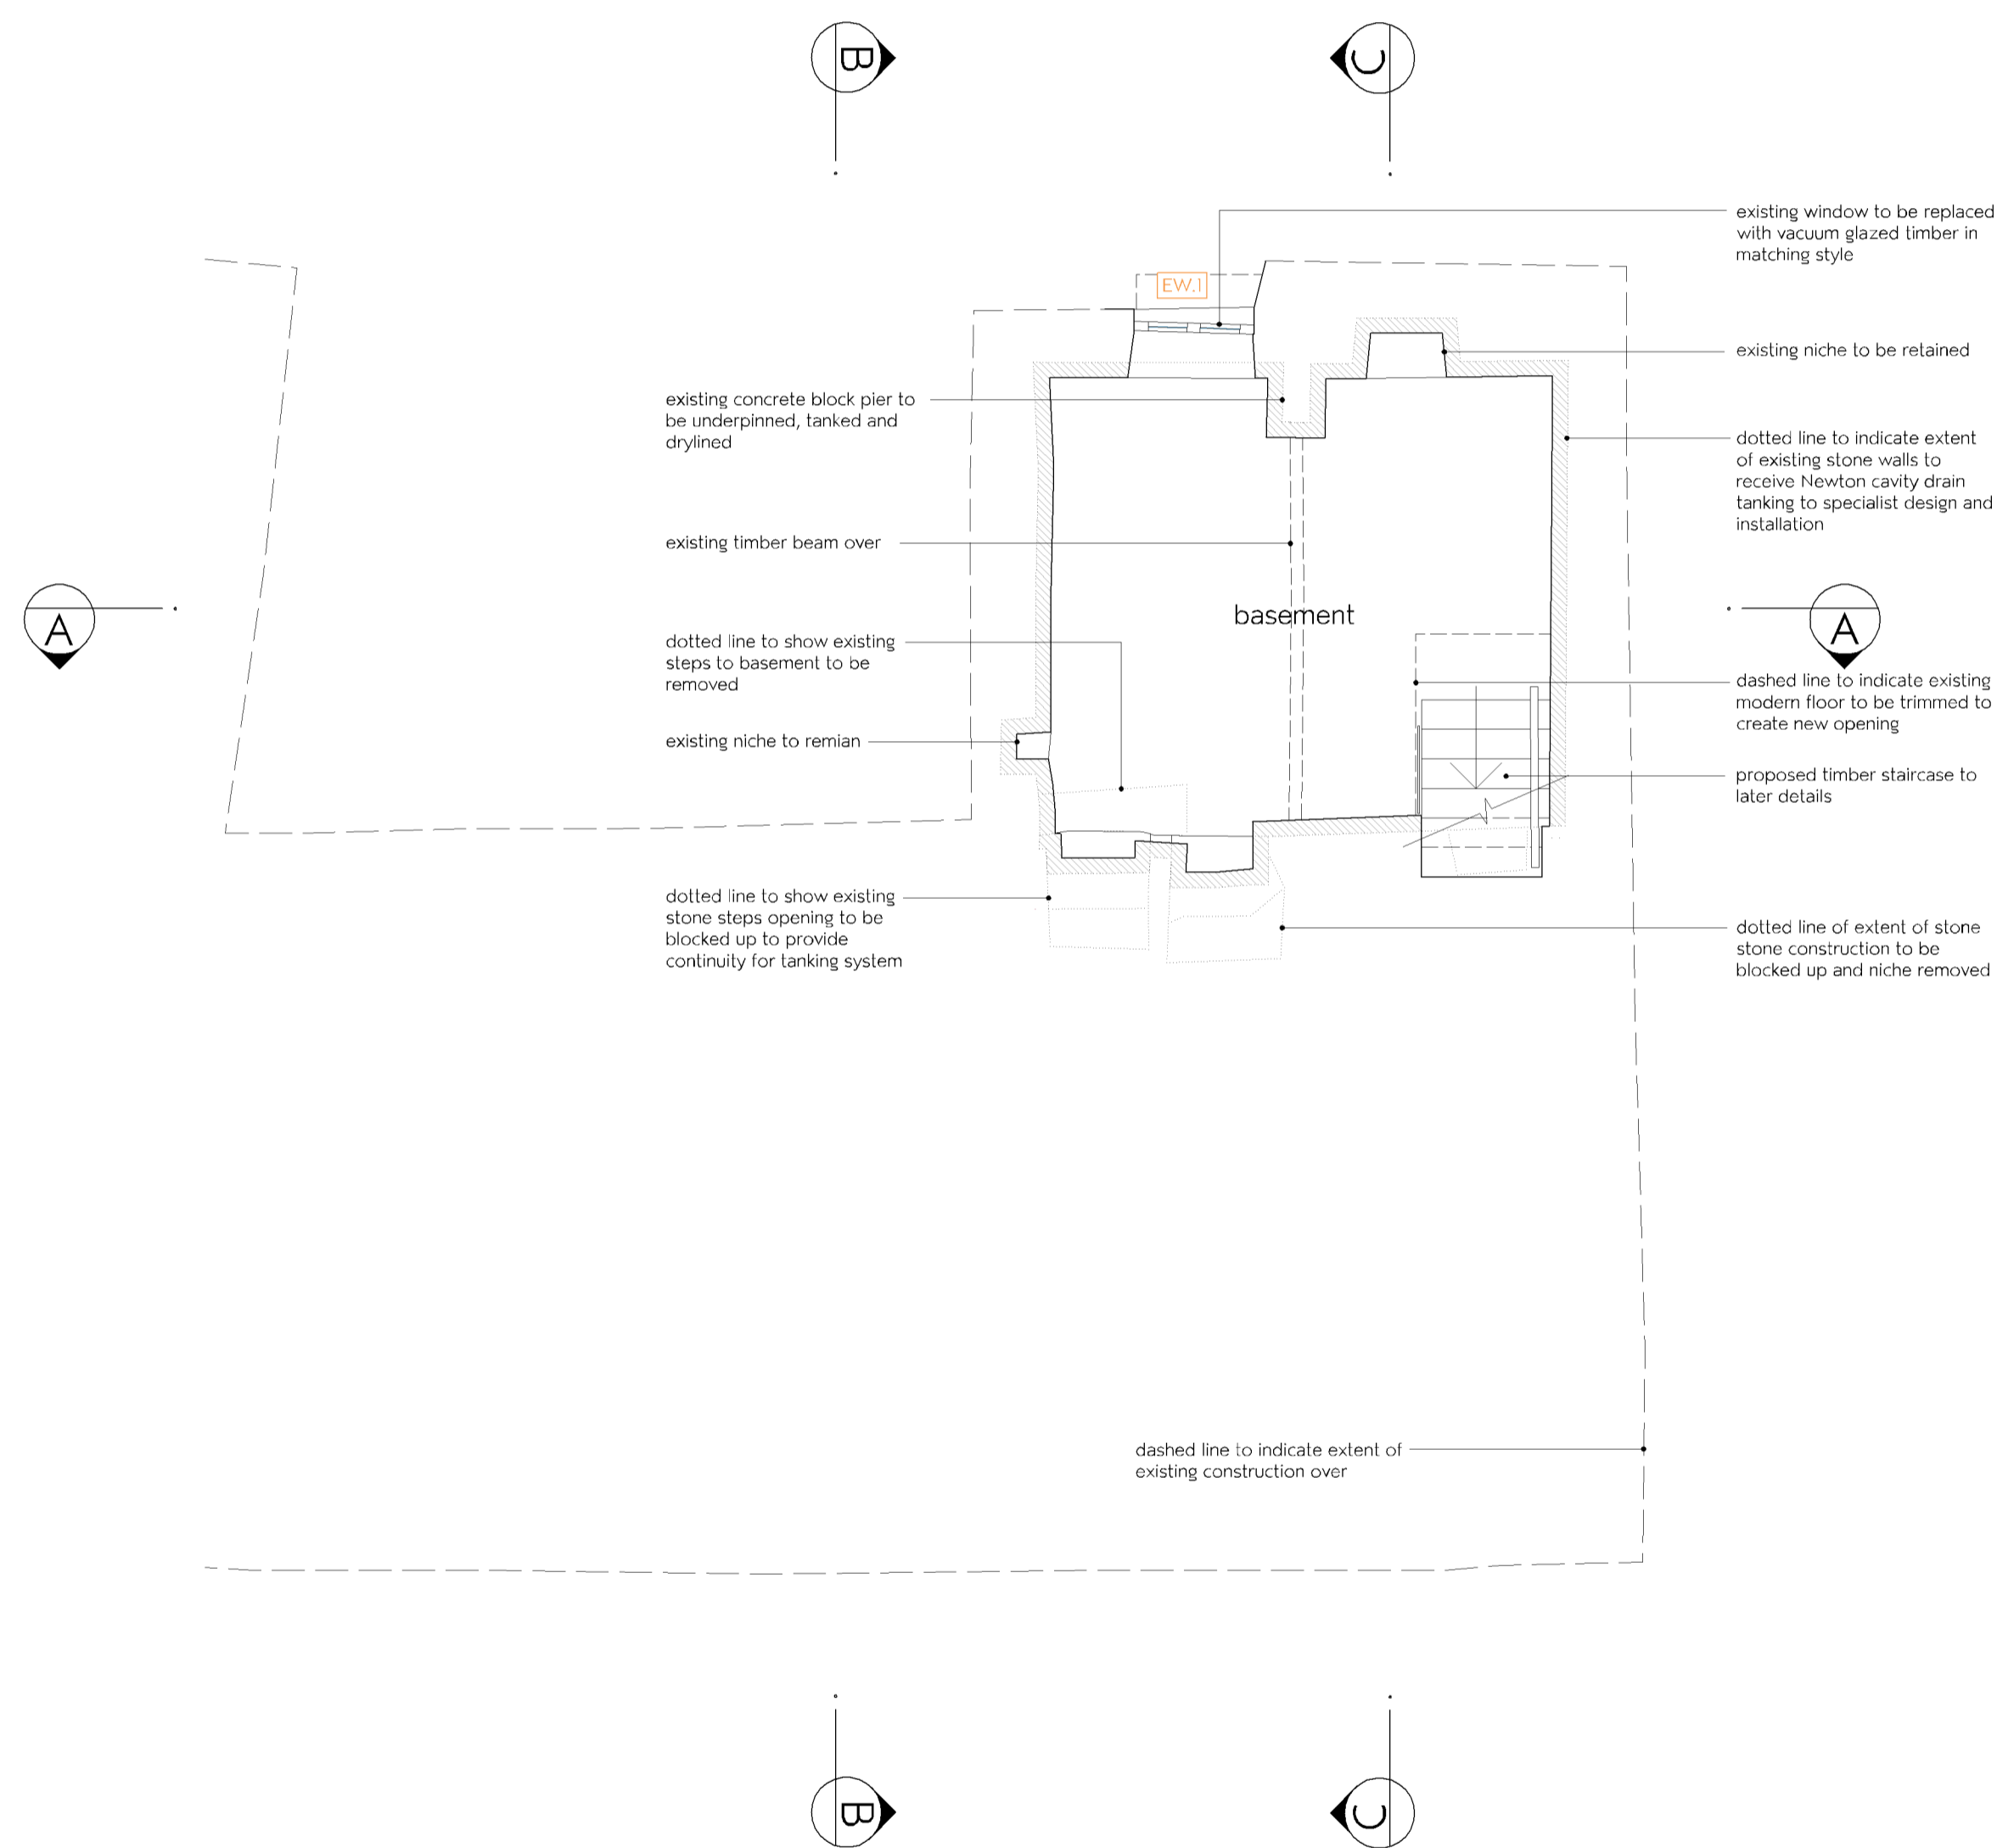 B
C
existing window to be replaced
with vacuum glazed timber in
matching style
EW.1
existing niche to be retained
existing concrete block pier to
be underpinned, tanked and
drylined
dotted line to indicate extent
of existing stone walls to
receive Newton cavity drain
tanking to specialist design and
installation
existing timber beam over
A
basement
A
dotted line to show existing
steps to basement to be
removed
dashed line to indicate existing
modern floor to be trimmed to
create new opening
existing niche to remian
proposed timber staircase to
later details
dotted line to show existing
stone steps opening to be
blocked up to provide
continuity for tanking system
dotted line of extent of stone
stone construction to be
blocked up and niche removed
dashed line to indicate extent of
existing construction over
B
C